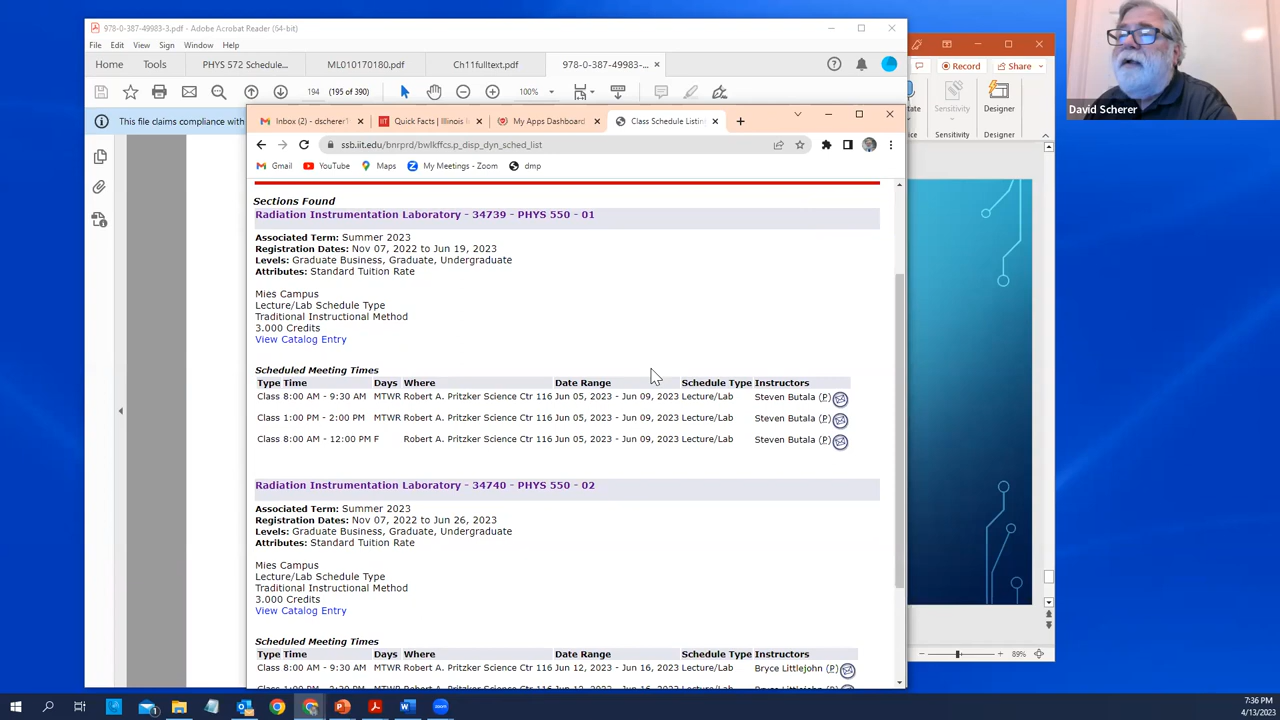 978-0-387-49983-3.pdf - Adobe Acrobat Reader (64-bit)
File Edit View Sign Window Help
Home Tools PHYS 572 Schedule... ML010170180.pdf Ch11fulltext.pdf 978-0-387-49983-3.... ×
194 (195 of 390) 100%
This file claims compliance with
Inbox (2) - dscherer1 × Quick Facts | Illinois In × My Apps Dashboard × Class Schedule Listin ×
ssb.iit.edu/bnrprd/bwlkffcs.p_disp_dyn_sched_list
Gmail YouTube Maps My Meetings - Zoom dmp
Sections Found
Radiation Instrumentation Laboratory - 34739 - PHYS 550 - 01
Associated Term: Summer 2023
Registration Dates: Nov 07, 2022 to Jun 19, 2023
Levels: Graduate Business, Graduate, Undergraduate
Attributes: Standard Tuition Rate
Mies Campus
Lecture/Lab Schedule Type
Traditional Instructional Method
3.000 Credits
View Catalog Entry
Scheduled Meeting Times
Type Time Days Where Date Range Schedule Type Instructors
Class 8:00 AM - 9:30 AM MTWR Robert A. Pritzker Science Ctr 116 Jun 05, 2023 - Jun 09, 2023 Lecture/Lab Steven Butala (P)
Class 1:00 PM - 2:00 PM MTWR Robert A. Pritzker Science Ctr 116 Jun 05, 2023 - Jun 09, 2023 Lecture/Lab Steven Butala (P)
Class 8:00 AM - 12:00 PM F Robert A. Pritzker Science Ctr 116 Jun 05, 2023 - Jun 09, 2023 Lecture/Lab Steven Butala (P)
Radiation Instrumentation Laboratory - 34740 - PHYS 550 - 02
Associated Term: Summer 2023
Registration Dates: Nov 07, 2022 to Jun 26, 2023
Levels: Graduate Business, Graduate, Undergraduate
Attributes: Standard Tuition Rate
Mies Campus
Lecture/Lab Schedule Type
Traditional Instructional Method
3.000 Credits
View Catalog Entry
Scheduled Meeting Times
Type Time Days Where Date Range Schedule Type Instructors
Class 8:00 AM - 9:30 AM MTWR Robert A. Pritzker Science Ctr 116 Jun 12, 2023 - Jun 16, 2023 Lecture/Lab Bryce Littlejohn (P)
Record Share
Sensitivity Designer
Sensitivity Designer
89%
David Scherer
7:36 PM
4/13/2023